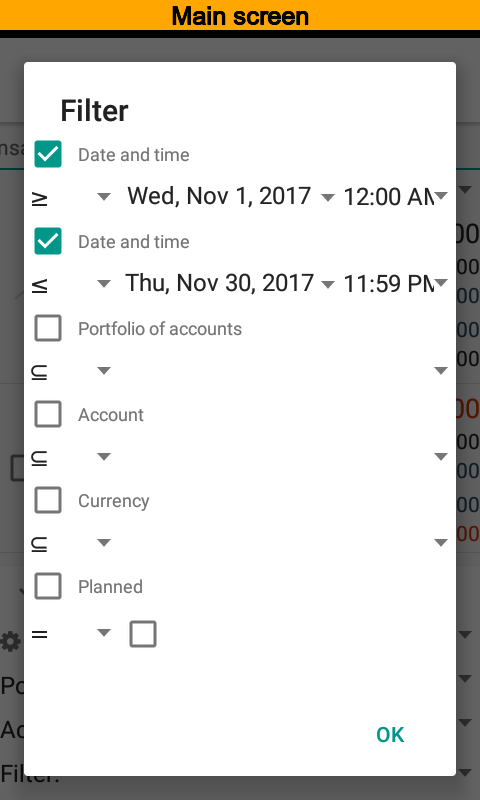 Main screen
Filter
Date and time
≥ Wed, Nov 1, 2017 12:00 AM
Date and time
≤ Thu, Nov 30, 2017 11:59 PM
Portfolio of accounts
⊆
Account
⊆
Currency
⊆
Planned
=
OK
Filter: